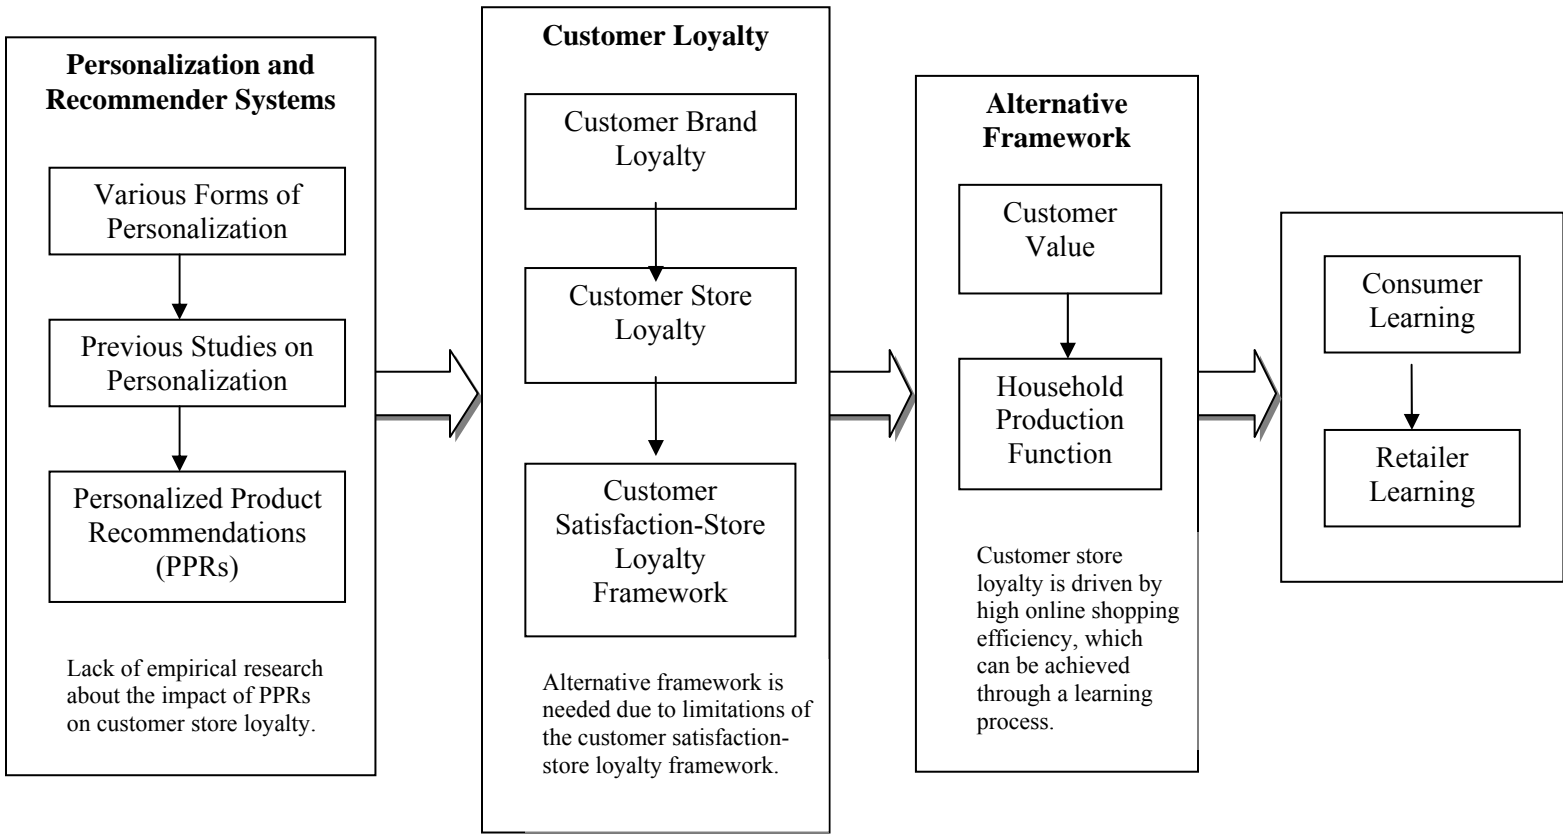 Personalization and
Recommender Systems
Various Forms of
Personalization
Previous Studies on
Personalization
Personalized Product
Recommendations
(PPRs)
Lack of empirical research
about the impact of PPRs
on customer store loyalty.
Customer Loyalty
Customer Brand
Loyalty
Customer Store
Loyalty
Customer
Satisfaction-Store
Loyalty
Framework
Alternative framework is
needed due to limitations of
the customer satisfaction-
store loyalty framework.
Alternative
Framework
Customer
Value
Household
Production
Function
Customer store
loyalty is driven by
high online shopping
efficiency, which
can be achieved
through a learning
process.
Consumer
Learning
Retailer
Learning